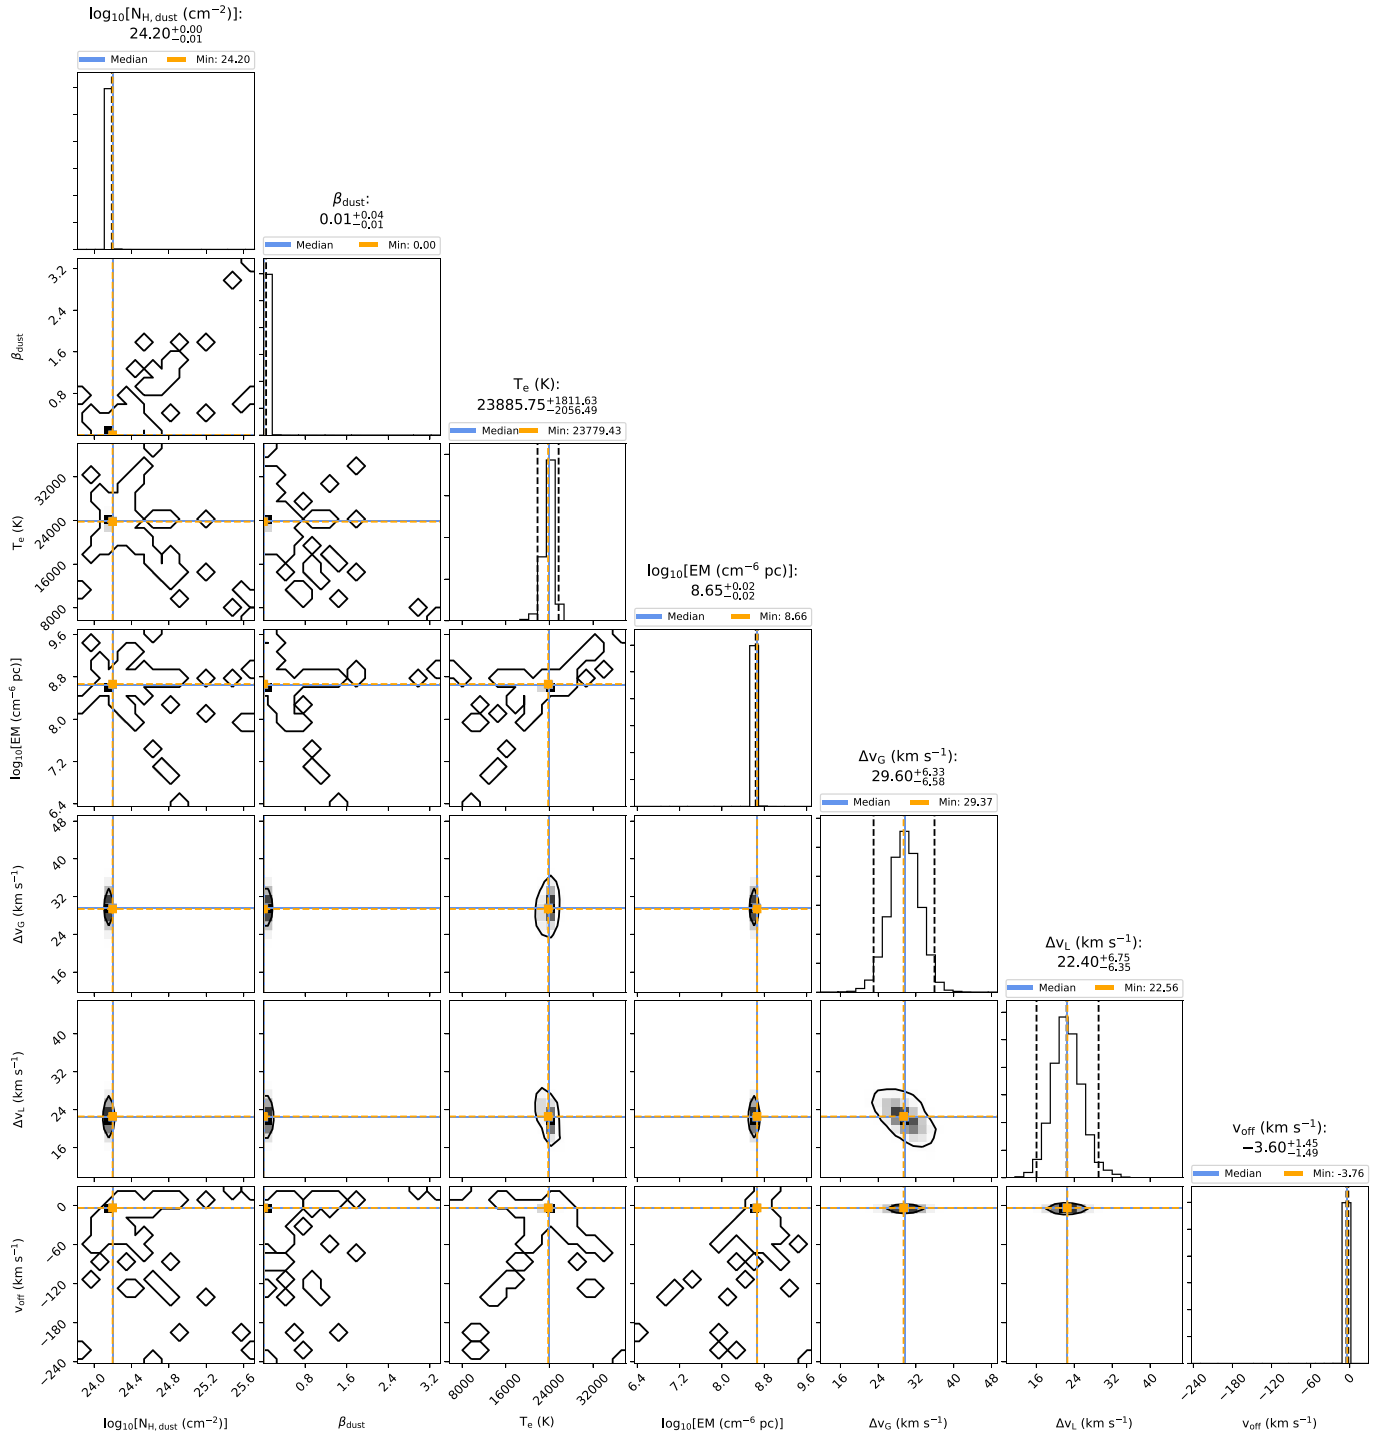 log₁₀[N_H,dust (cm⁻²)]:
24.20 +0.00 −0.01
Median Min: 24.20
β_dust:
0.01 +0.04 −0.01
Median Min: 0.00
3.2
2.4
1.6
0.8
β_dust
T_e (K):
23885.75 +1811.63 −2056.49
Median Min: 23779.43
32000
24000
16000
8000
T_e (K)
log₁₀[EM (cm⁻⁶ pc)]:
8.65 +0.02 −0.02
Median Min: 8.66
9.6
8.8
8.0
7.2
6.4
log₁₀[EM (cm⁻⁶ pc)]
Δv_G (km s⁻¹):
29.60 +6.33 −6.58
Median Min: 29.37
48
40
32
24
16
Δv_G (km s⁻¹)
Δv_L (km s⁻¹):
22.40 +6.75 −6.35
Median Min: 22.56
40
32
24
16
Δv_L (km s⁻¹)
v_off (km s⁻¹):
−3.60 +1.45 −1.49
Median Min: -3.76
0
−60
−120
−180
−240
v_off (km s⁻¹)
24.0 24.4 24.8 25.2 25.6
0.8 1.6 2.4 3.2
8000 16000 24000 32000
6.4 7.2 8.0 8.8 9.6
16 24 32 40 48
16 24 32 40
−240 −180 −120 −60 0
log₁₀[N_H,dust (cm⁻²)]
β_dust
T_e (K)
log₁₀[EM (cm⁻⁶ pc)]
Δv_G (km s⁻¹)
Δv_L (km s⁻¹)
v_off (km s⁻¹)